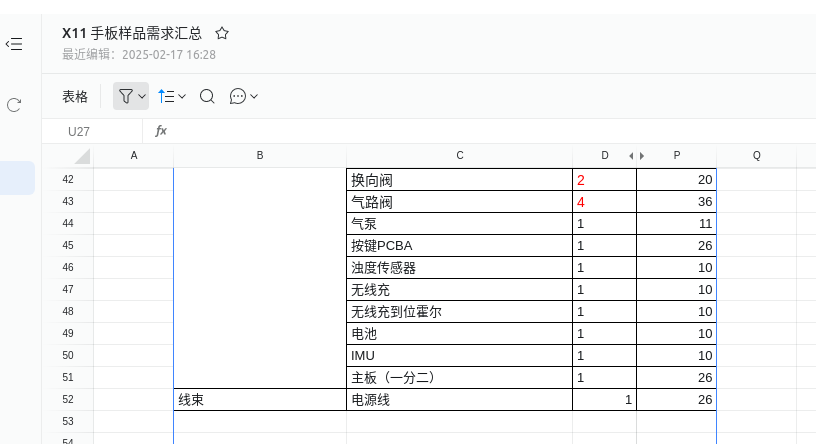 X11 手板样品需求汇总
最近编辑：2025-02-17 16:28
表格
U27 fx
A B C D P Q
42 换向阀 2 20
43 气路阀 4 36
44 气泵 1 11
45 按键PCBA 1 26
46 浊度传感器 1 10
47 无线充 1 10
48 无线充到位霍尔 1 10
49 电池 1 10
50 IMU 1 10
51 主板（一分二） 1 26
52 线束 电源线 1 26
53
54